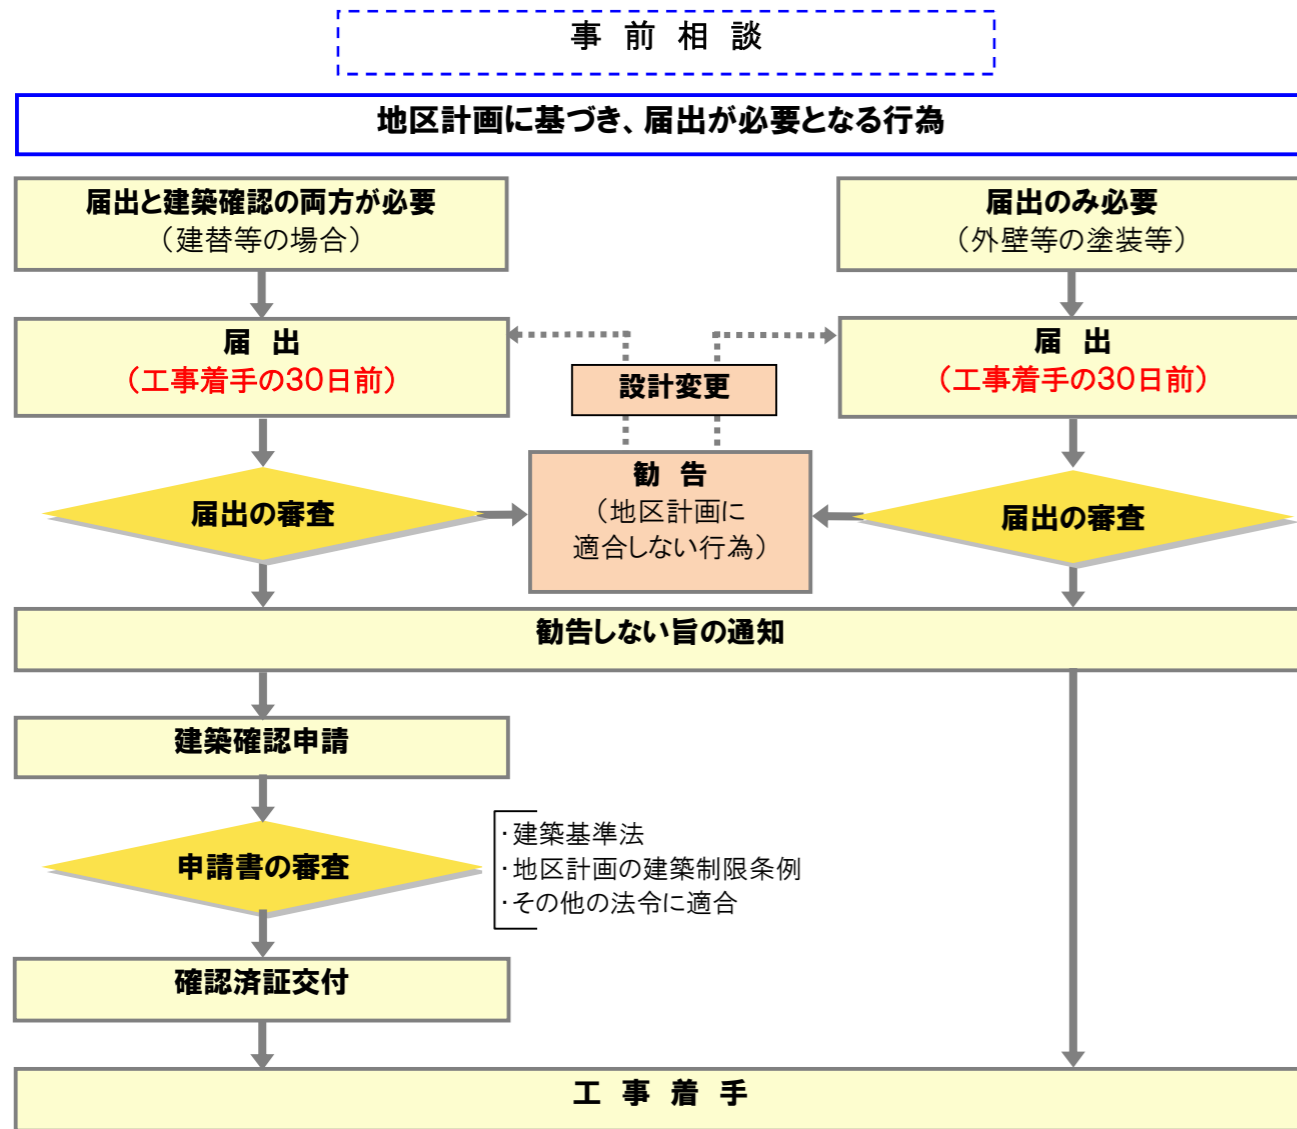 事 前 相 談
地区計画に基づき、届出が必要となる行為
届出と建築確認の両方が必要
（建替等の場合）
届出のみ必要
（外壁等の塗装等）
届 出
（工事着手の30日前）
設計変更
届 出
（工事着手の30日前）
届出の審査
勧 告
（地区計画に
適合しない行為）
届出の審査
勧告しない旨の通知
建築確認申請
申請書の審査
・建築基準法
・地区計画の建築制限条例
・その他の法令に適合
確認済証交付
工 事 着 手